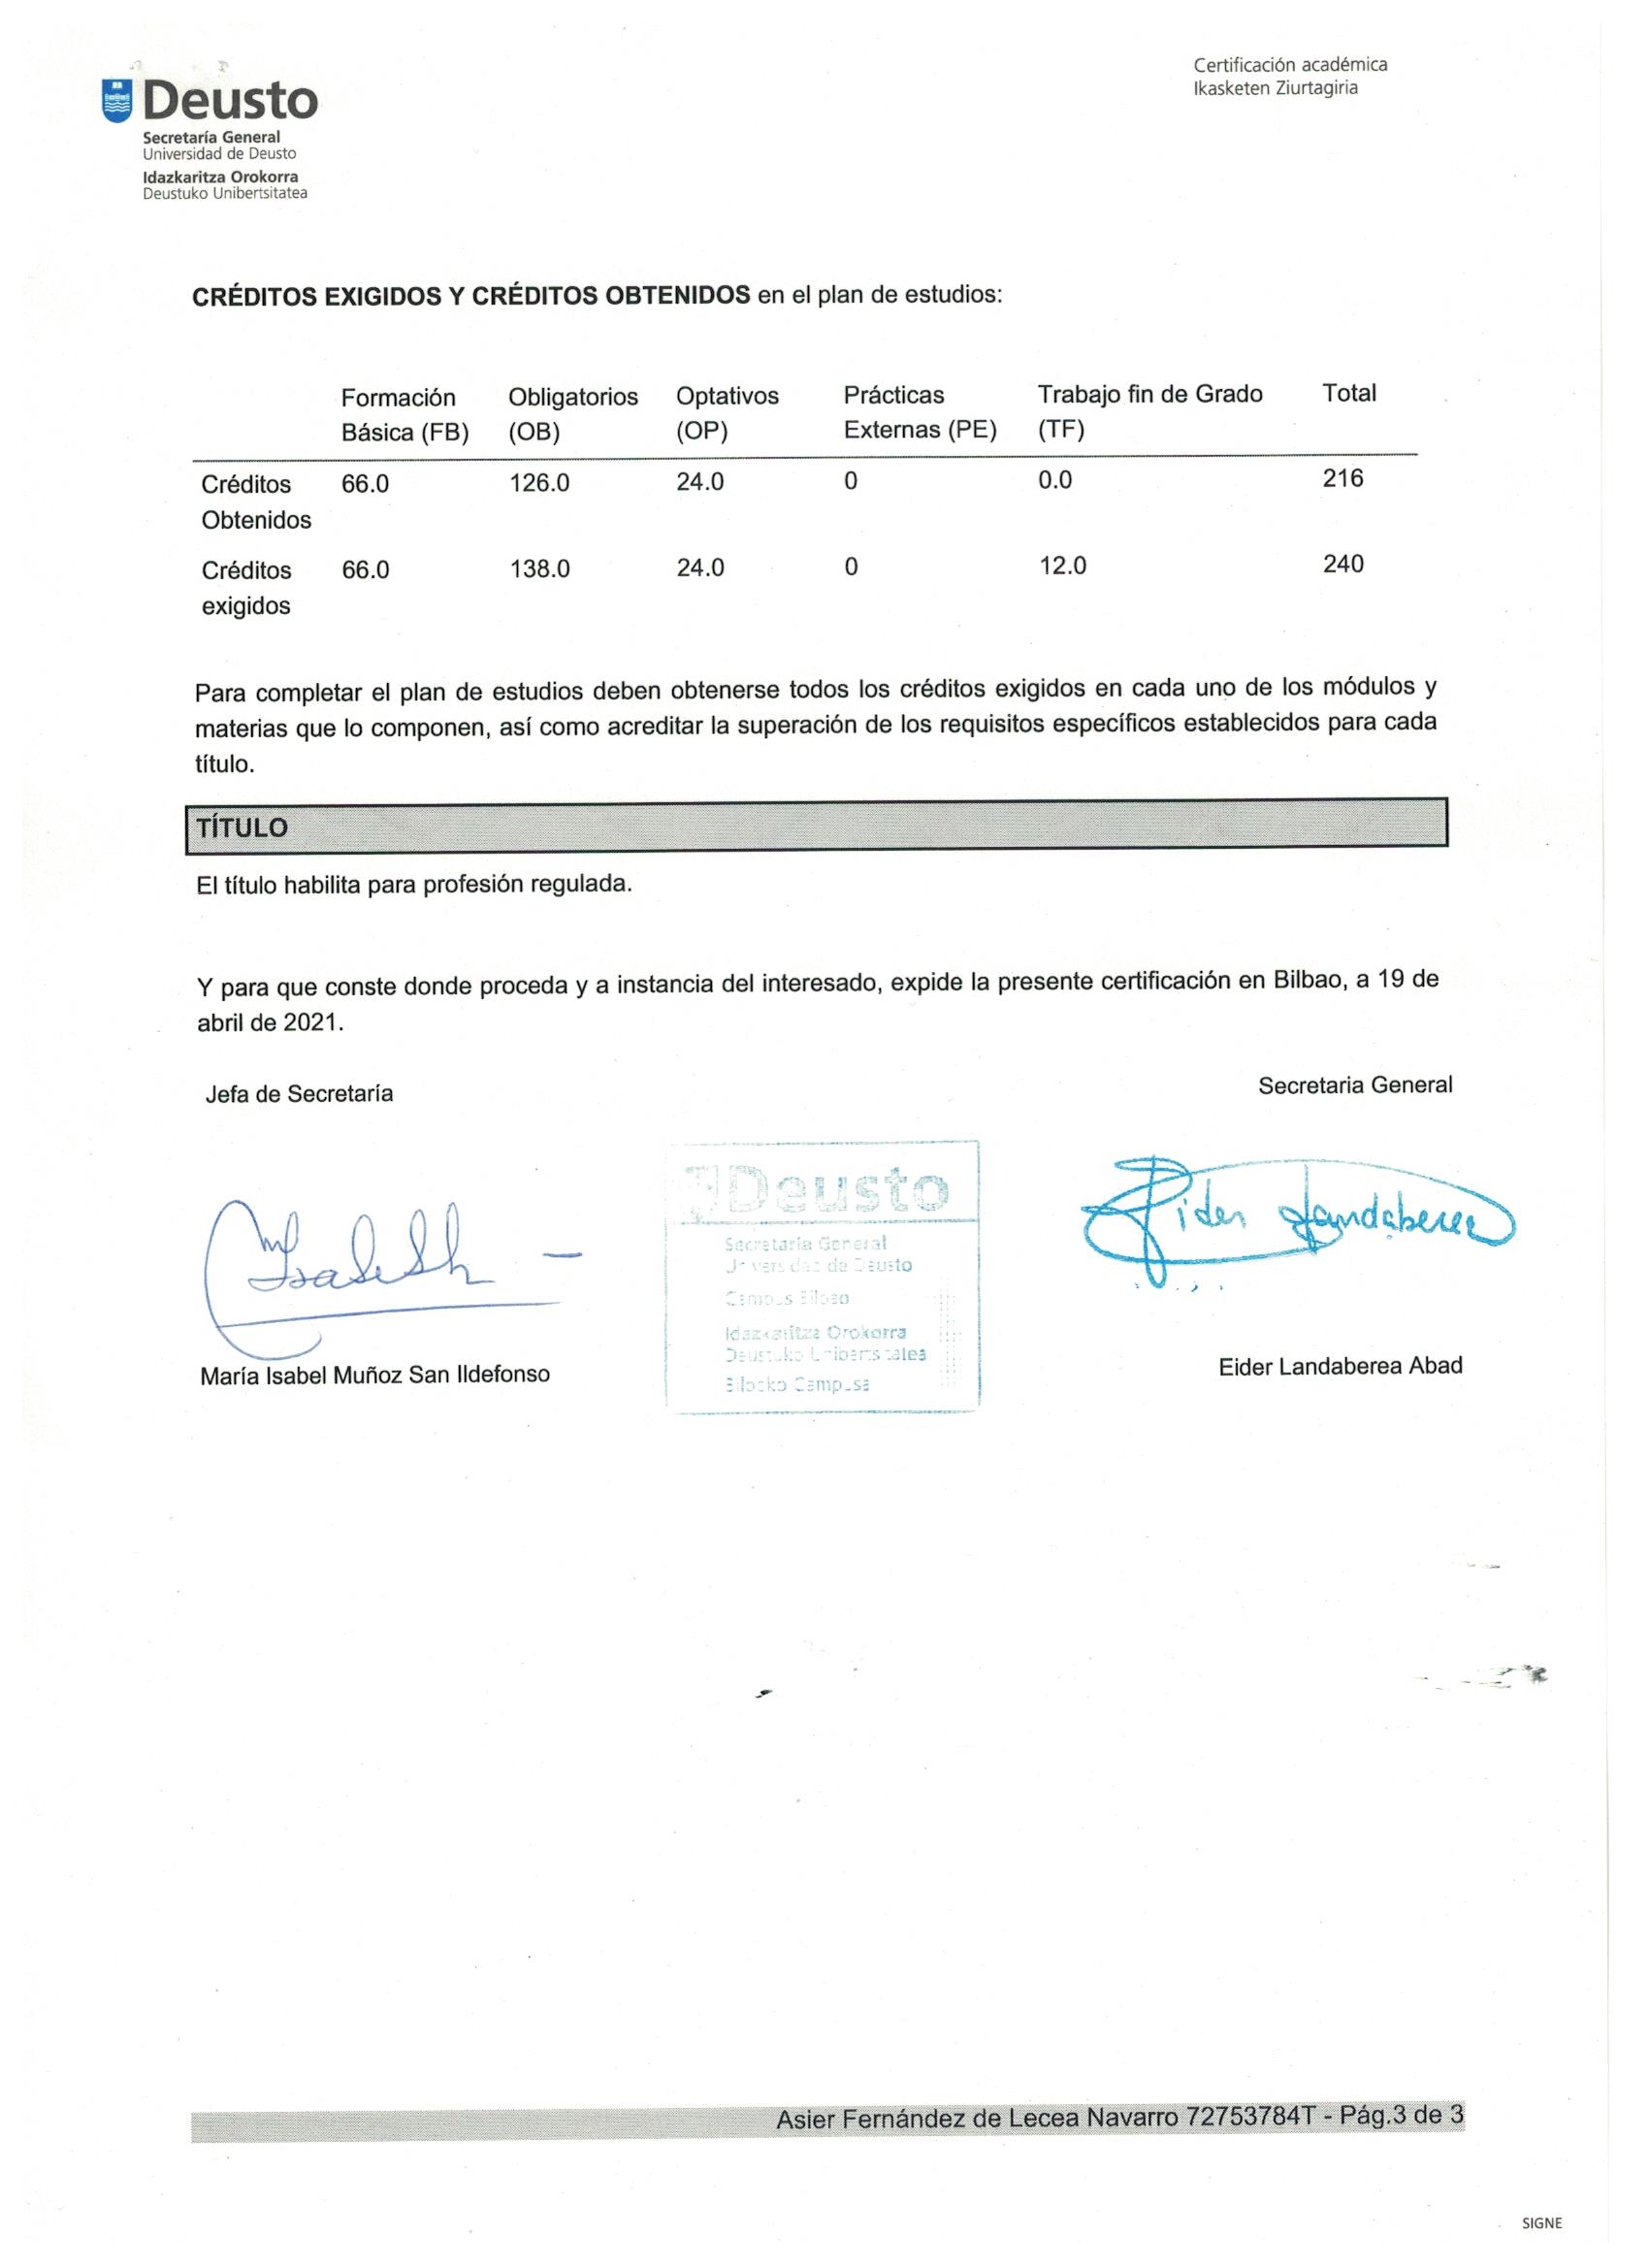 Deusto
Secretaría General
Universidad de Deusto
Idazkaritza Orokorra
Deustuko Unibertsitatea
Certificación académica
Ikasketen Ziurtagiria
CRÉDITOS EXIGIDOS Y CRÉDITOS OBTENIDOS en el plan de estudios:
Formación Básica (FB) Obligatorios (OB) Optativos (OP) Prácticas Externas (PE) Trabajo fin de Grado (TF) Total
Créditos Obtenidos 66.0 126.0 24.0 0 0.0 216
Créditos exigidos 66.0 138.0 24.0 0 12.0 240
Para completar el plan de estudios deben obtenerse todos los créditos exigidos en cada uno de los módulos y
materias que lo componen, así como acreditar la superación de los requisitos específicos establecidos para cada
título.
TÍTULO
El título habilita para profesión regulada.
Y para que conste donde proceda y a instancia del interesado, expide la presente certificación en Bilbao, a 19 de
abril de 2021.
Jefa de Secretaría
Secretaria General
Deusto
Secretaría General
Universidad de Deusto
Campus Bilbao
Idazkaritza Orokorra
Deustuko Unibertsitatea
Bilboko Campusa
Eider Landaberea
María Isabel Muñoz San Ildefonso
Eider Landaberea Abad
Asier Fernández de Lecea Navarro 72753784T - Pág.3 de 3
SIGNE